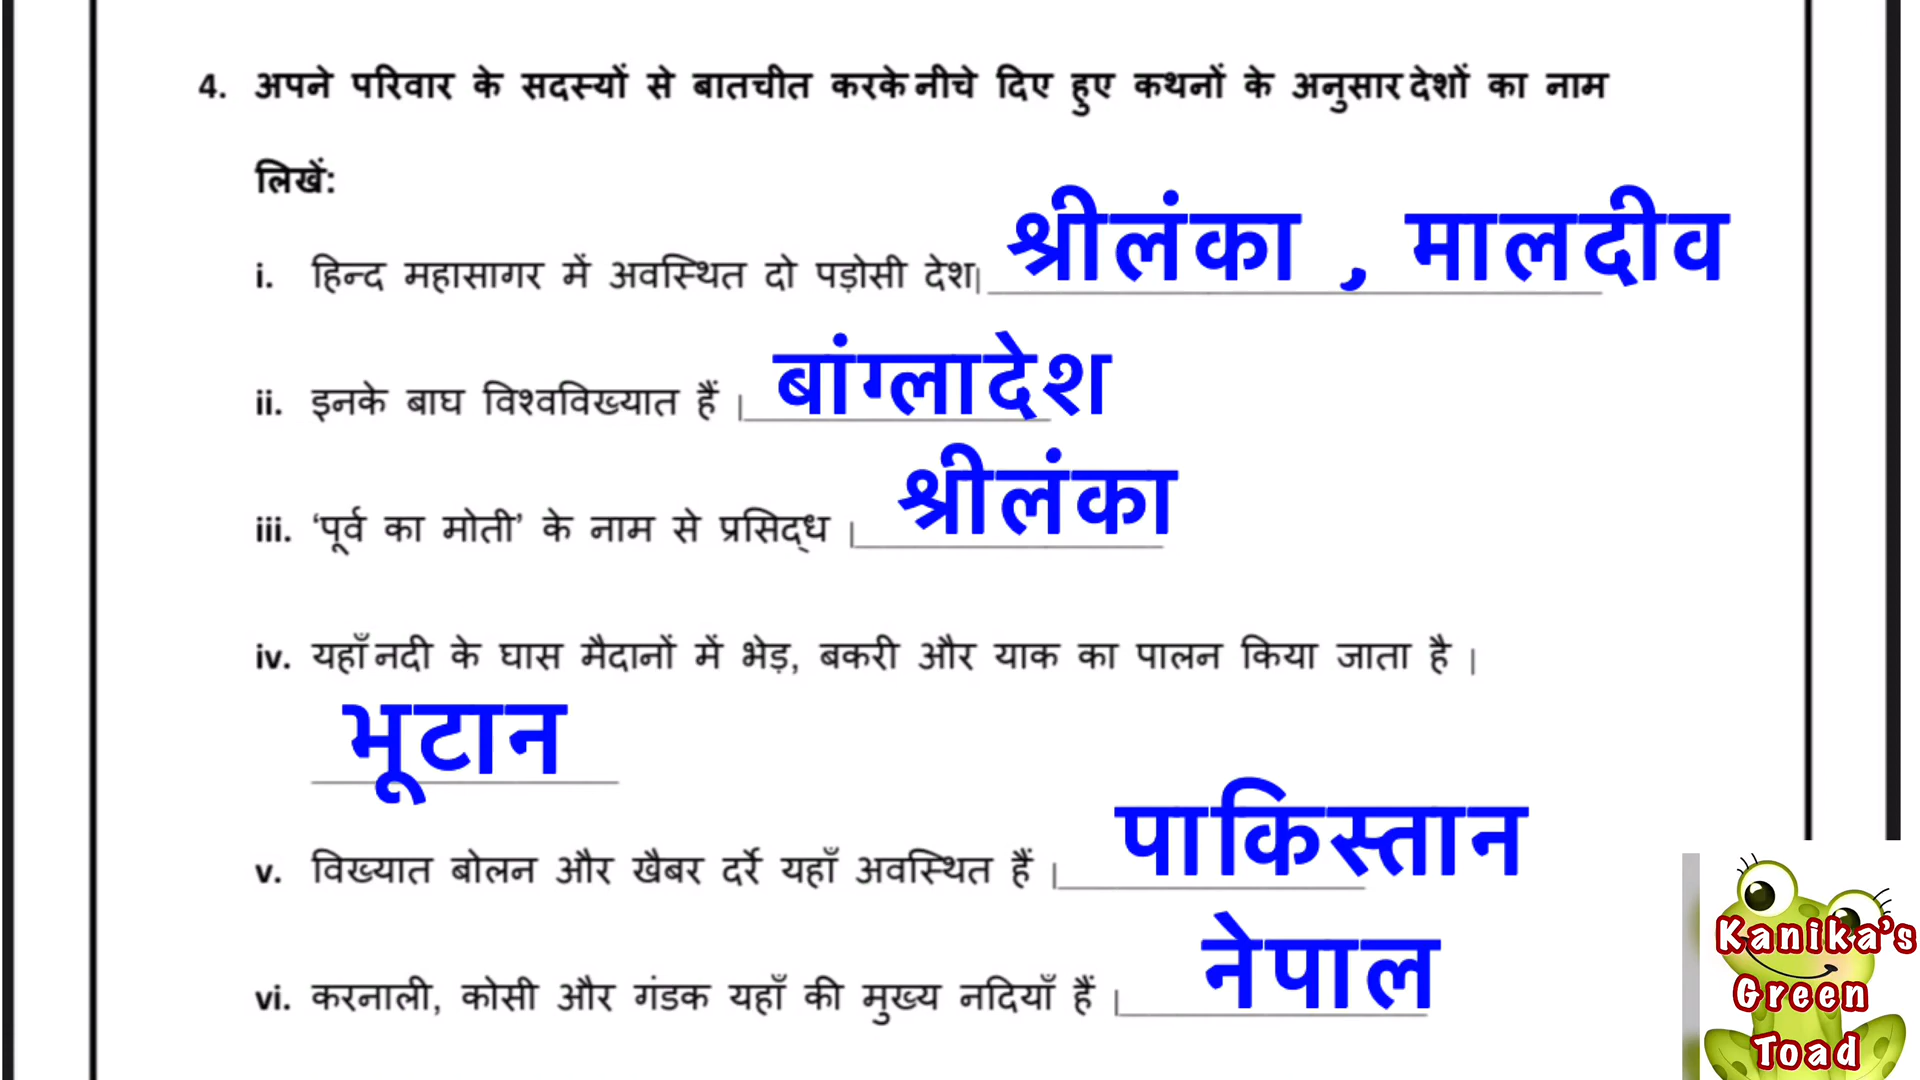 4. अपने परिवार के सदस्यों से बातचीत करके नीचे दिए हुए कथनों के अनुसार देशों का नाम
लिखें:
i. हिन्द महासागर में अवस्थित दो पड़ोसी देश| श्रीलंका , मालदीव
ii. इनके बाघ विश्वविख्यात हैं | बांग्लादेश
iii. ‘पूर्व का मोती’ के नाम से प्रसिद्ध | श्रीलंका
iv. यहाँ नदी के घास मैदानों में भेड़, बकरी और याक का पालन किया जाता है |
भूटान
v. विख्यात बोलन और खैबर दर्रे यहाँ अवस्थित हैं | पाकिस्तान
vi. करनाली, कोसी और गंडक यहाँ की मुख्य नदियाँ हैं | नेपाल
Kanika's
Green
Toad